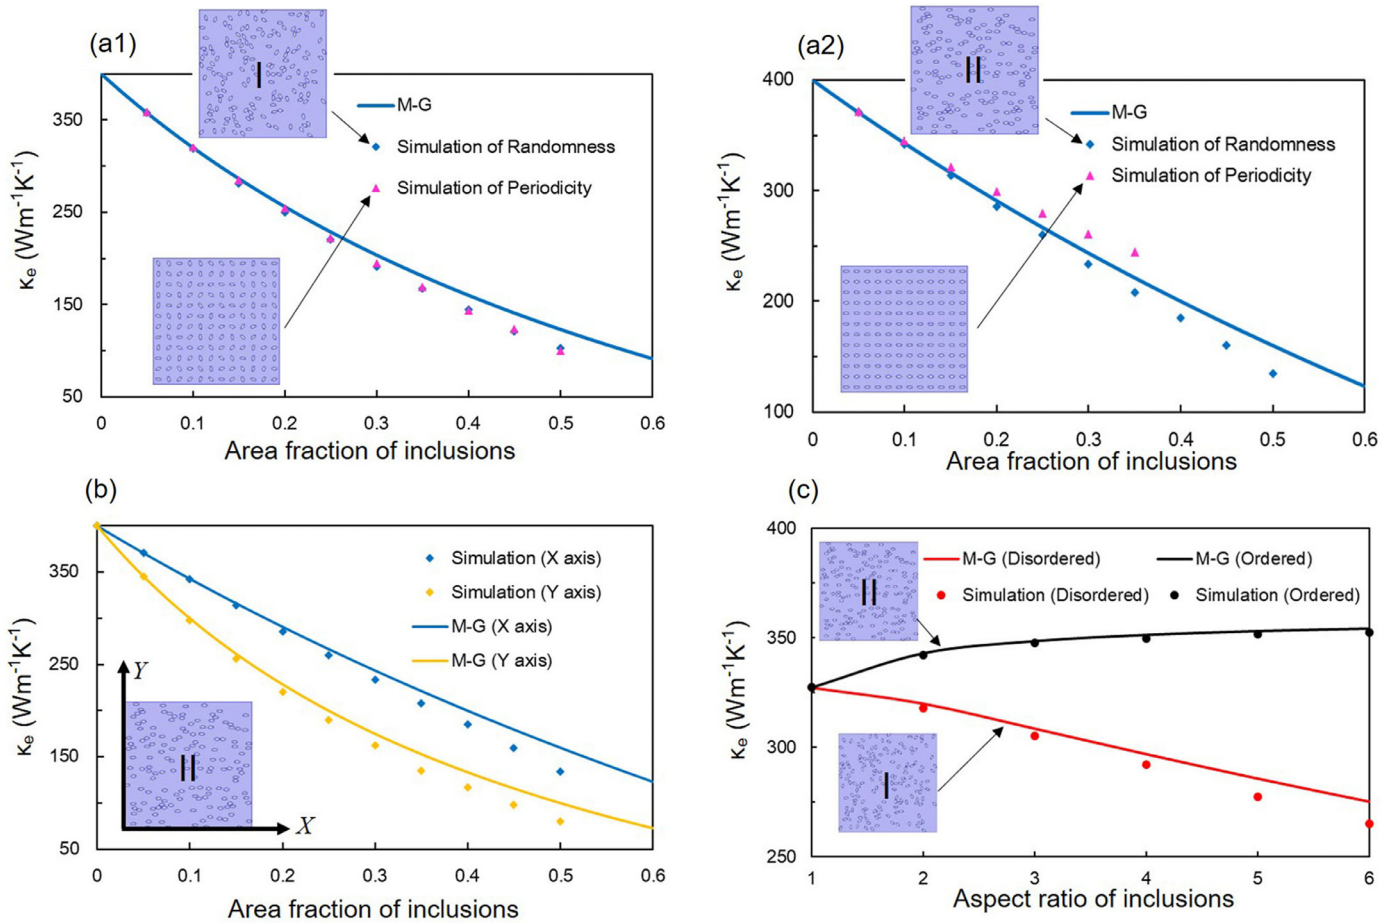 (a1)
I
M-G
Simulation of Randomness
Simulation of Periodicity
κe (Wm-1K-1)
350
250
150
50
0 0.1 0.2 0.3 0.4 0.5 0.6
Area fraction of inclusions
(a2)
II
M-G
Simulation of Randomness
Simulation of Periodicity
κe (Wm-1K-1)
400
300
200
100
0 0.1 0.2 0.3 0.4 0.5 0.6
Area fraction of inclusions
(b)
Simulation (X axis)
Simulation (Y axis)
M-G (X axis)
M-G (Y axis)
κe (Wm-1K-1)
350
250
150
50
Y
II
X
0 0.1 0.2 0.3 0.4 0.5 0.6
Area fraction of inclusions
(c)
M-G (Disordered) M-G (Ordered)
Simulation (Disordered) Simulation (Ordered)
II
I
κe (Wm-1K-1)
400
350
300
250
1 2 3 4 5 6
Aspect ratio of inclusions